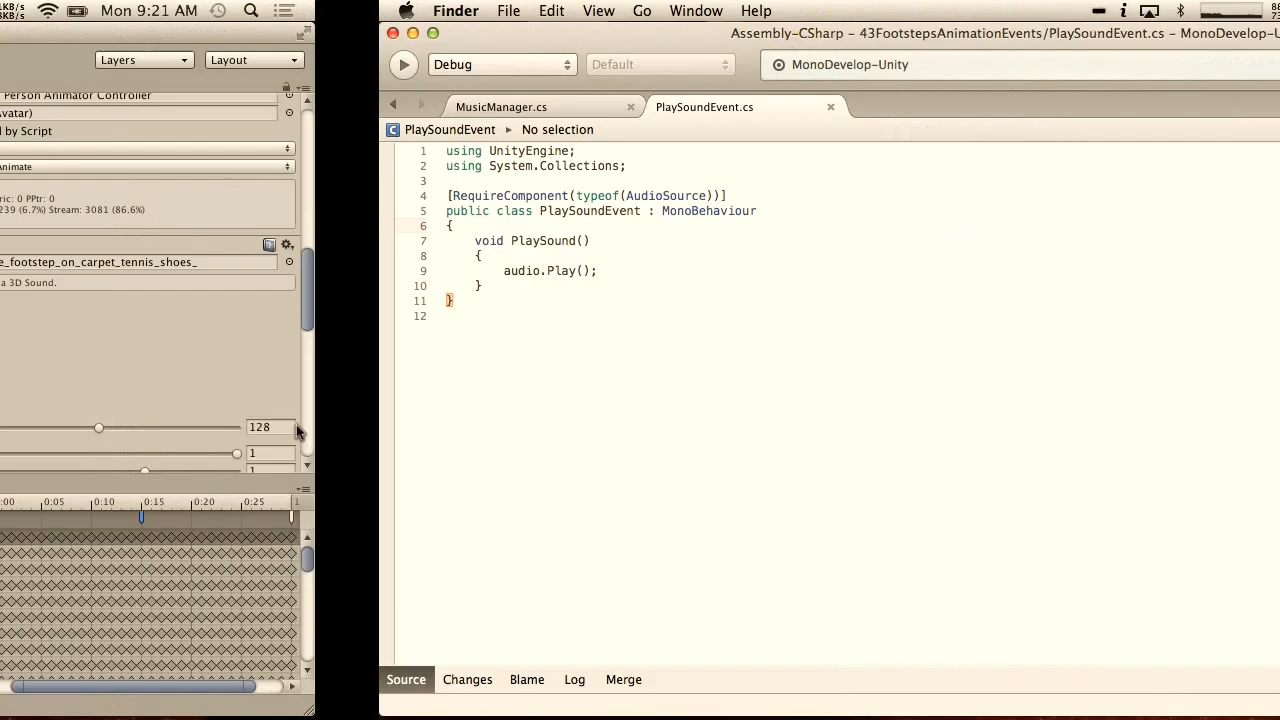 KB/s
KB/s
Mon 9:21 AM
Layers
Layout
Person Animator Controller
Avatar)
d by Script
Animate
ric: 0 PPtr: 0
239 (6.7%) Stream: 3081 (86.6%)
e_footstep_on_carpet_tennis_shoes_
a 3D Sound.
128
1
1
:00 0:05 0:10 0:15 0:20 0:25 1
Finder File Edit View Go Window Help
Assembly-CSharp – 43FootstepsAnimationEvents/PlaySoundEvent.cs – MonoDevelop-U
Debug
Default
MonoDevelop-Unity
MusicManager.cs
PlaySoundEvent.cs
PlaySoundEvent ▸ No selection
1 using UnityEngine;
2 using System.Collections;
3
4 [RequireComponent(typeof(AudioSource))]
5 public class PlaySoundEvent : MonoBehaviour
6 {
7 void PlaySound()
8 {
9 audio.Play();
10 }
11 }
12
Source Changes Blame Log Merge